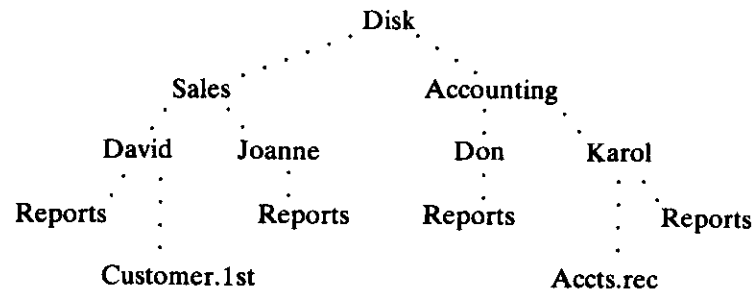 Disk
Sales Accounting
David Joanne Don Karol
Reports Reports Reports Reports
Customer.1st Accts.rec